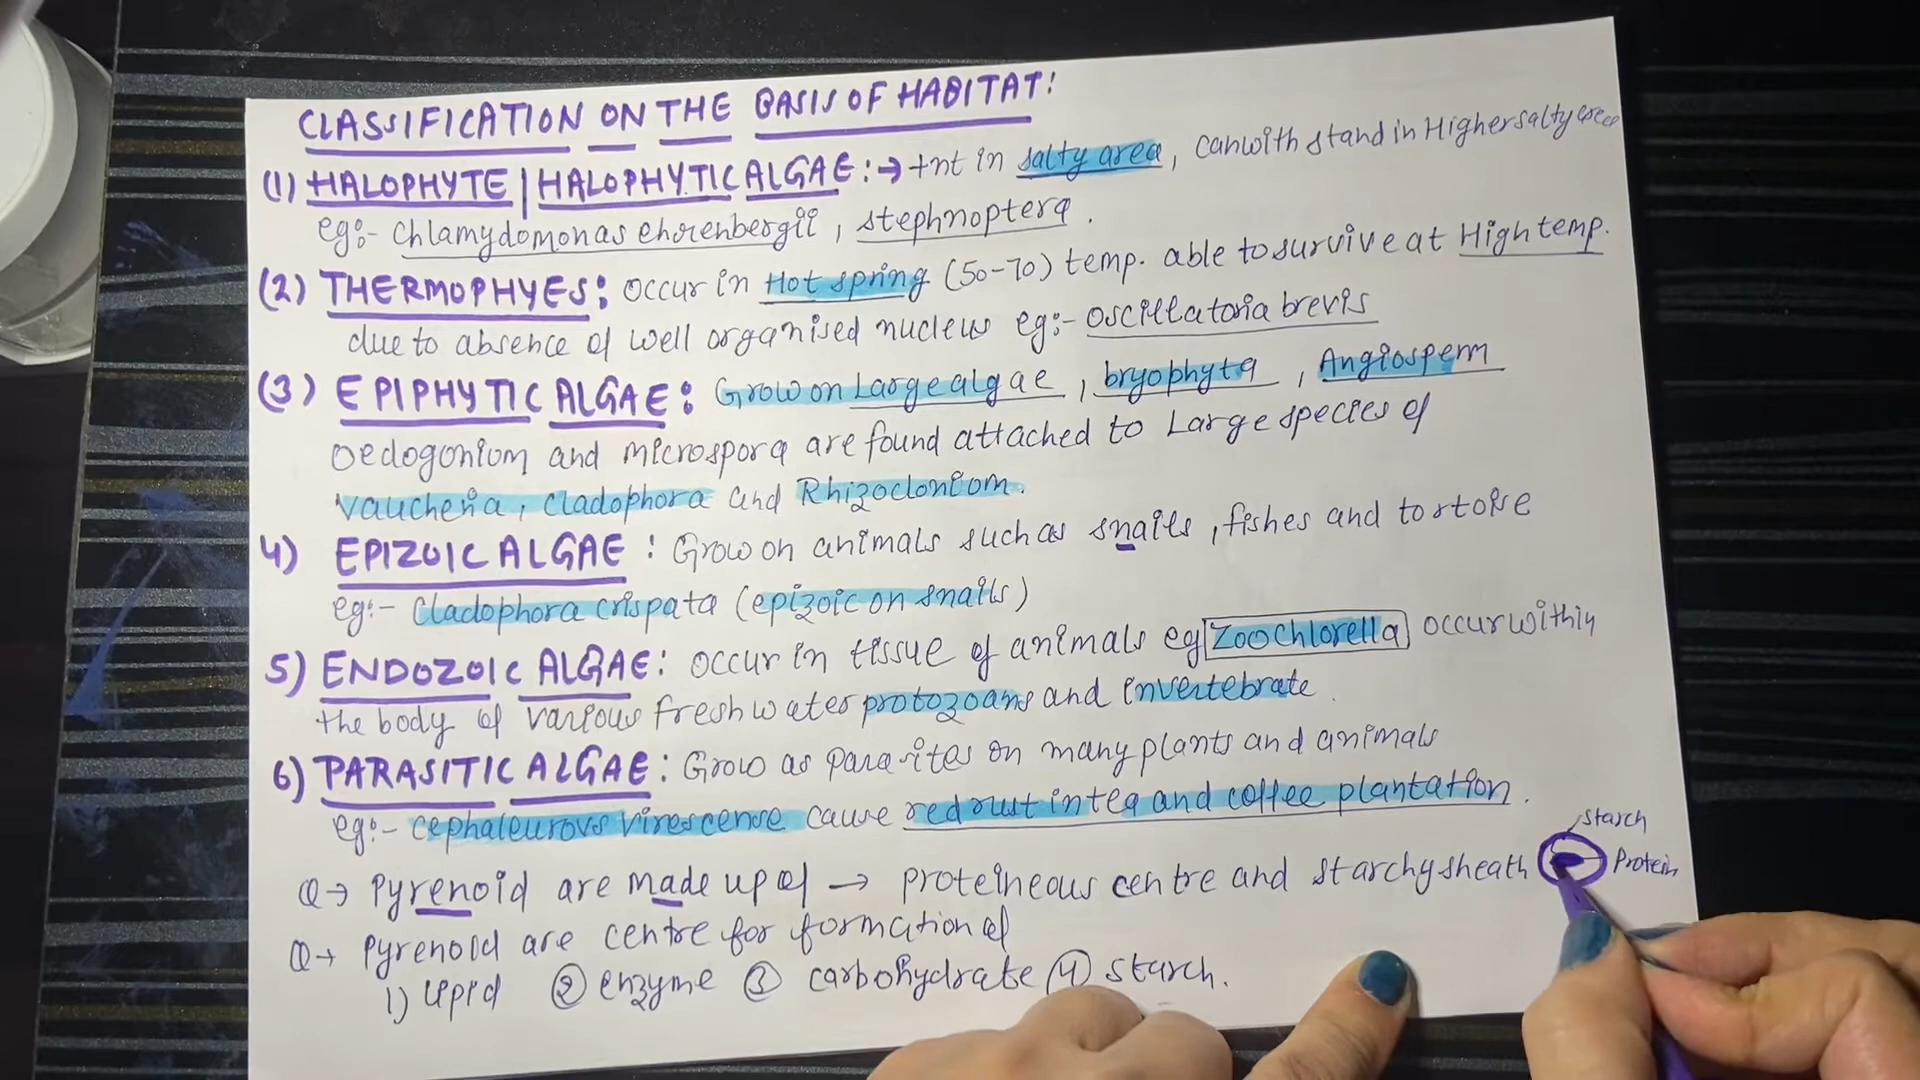 CLASSIFICATION ON THE BASIS OF HABITAT:
(1) HALOPHYTE | HALOPHYTIC ALGAE :→ +nt in salty area, can with stand in Higher salty area
eg:- Chlamydomonas ehrenbergii, stephnoptera.
(2) THERMOPHYES: occur in Hot spring (50-70) temp. able to survive at High temp.
due to absence of well organised nucleus eg:- oscillatoria brevis
(3) EPIPHYTIC ALGAE: Grow on Large algae, bryophyta, Angiosperm
oedogonium and microspora are found attached to Large species of
Vaucheria, cladophora and Rhizoclonium.
4) EPIZOIC ALGAE : Grow on animals such as snails, fishes and tortoise
eg:- Cladophora crispata (epizoic on snails)
5) ENDOZOIC ALGAE: occur in tissue of animals eg Zoochlorella occur within
the body of various fresh water protozoans and invertebrate.
6) PARASITIC ALGAE: Grow as parasites on many plants and animals
eg:- cephaleurovs virescense cause red rust in tea and coffee plantation.
Q→ Pyrenoid are made up of → proteineous centre and starchy sheath
starch
Protein
Q→ Pyrenoid are centre for formation of
1) lipid ② enzyme ③ carbohydrate ④ starch.